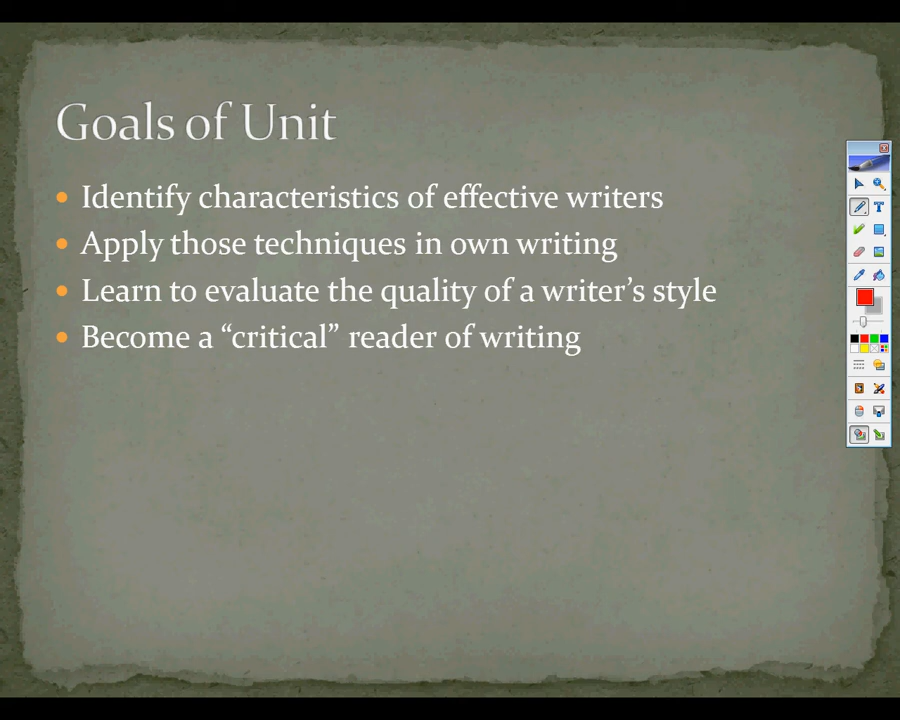 Goals of Unit
• Identify characteristics of effective writers
• Apply those techniques in own writing
• Learn to evaluate the quality of a writer’s style
• Become a “critical” reader of writing